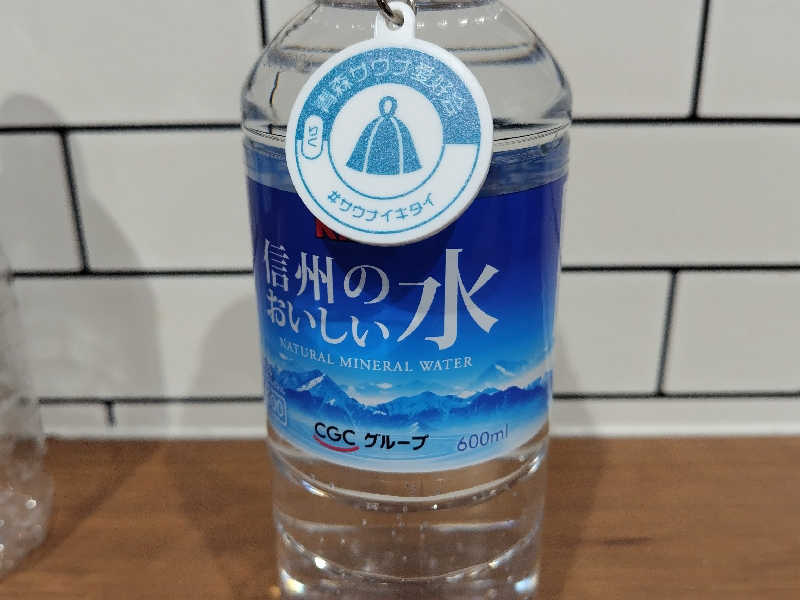 青森サウナ愛好会
#サウナイキタイ
信州の
おいしい
水
NATURAL MINERAL WATER
CGC グループ
600ml